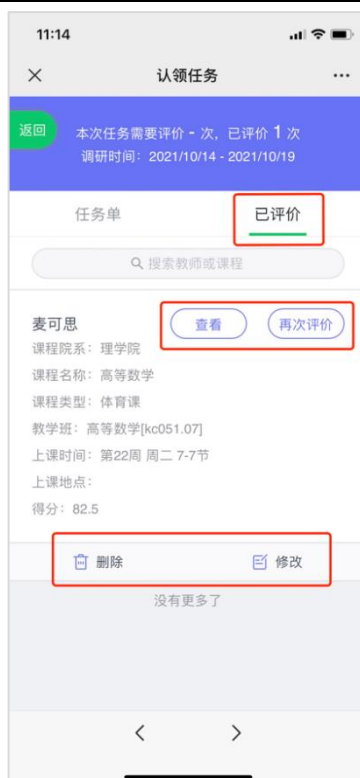 11:14
认领任务
返回
本次任务需要评价 - 次，已评价 1 次
调研时间：2021/10/14 - 2021/10/19
任务单 已评价
搜索教师或课程
麦可思 查看 再次评价
课程院系：理学院
课程名称：高等数学
课程类型：体育课
教学班：高等数学[kc051.07]
上课时间：第22周 周二 7-7节
上课地点：
得分：82.5
删除 修改
没有更多了